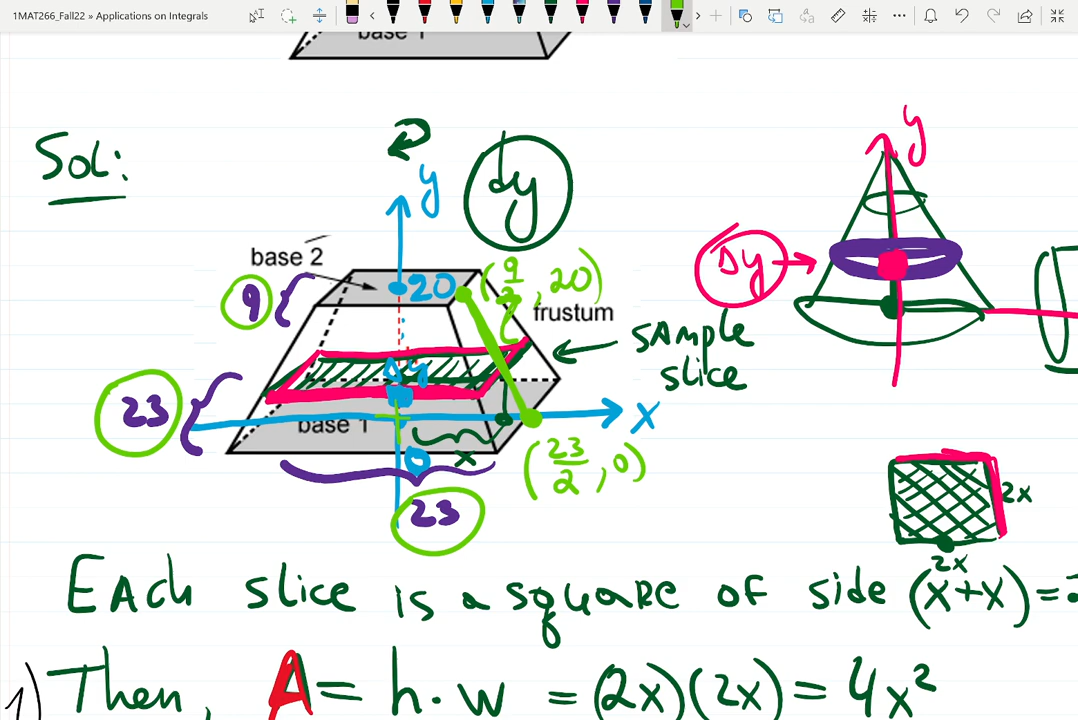 1MAT266_Fall22 » Applications on Integrals
base 1
Sol:
dy
y
y
base 2
20
(9/2, 20)
9
frustum
Δy
SAMple
slice
Δy
23
x
base 1
0
x
(23/2, 0)
23
2x
2x
EAch slice is a square of side (x+x)=
1) Then, A = h·w = (2x)(2x) = 4x²